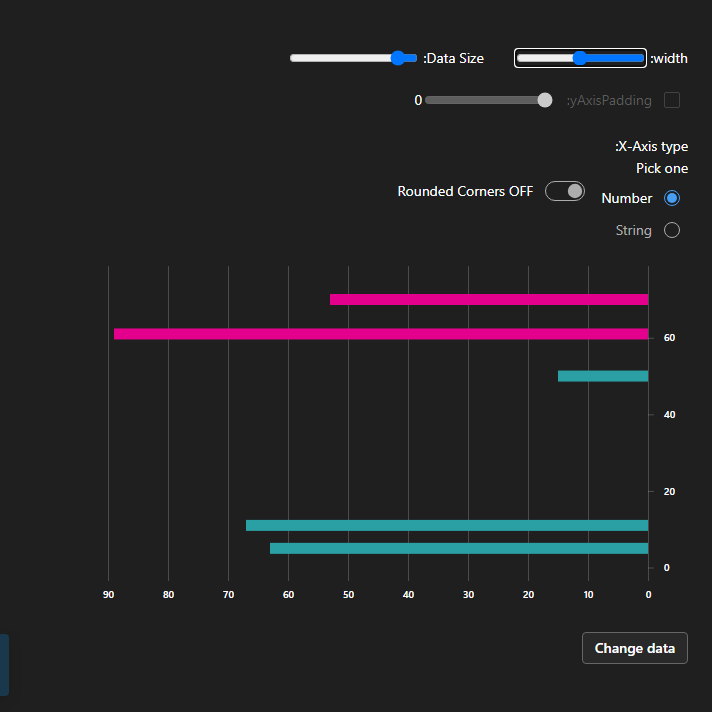 :width
:Data Size
:yAxisPadding
0
:X-Axis type
Pick one
Number
Rounded Corners OFF
String
60
40
20
0
90 80 70 60 50 40 30 20 10 0
Change data